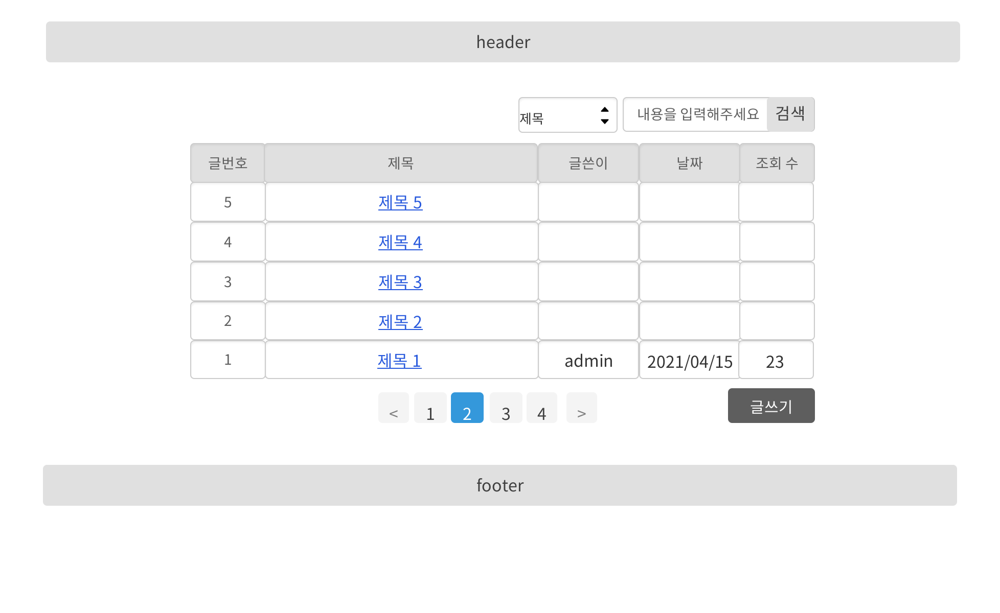 header
제목
내용을 입력해주세요 검색
글번호 제목 글쓴이 날짜 조회 수
5 제목 5
4 제목 4
3 제목 3
2 제목 2
1 제목 1 admin 2021/04/15 23
< 1 2 3 4 > 글쓰기
footer